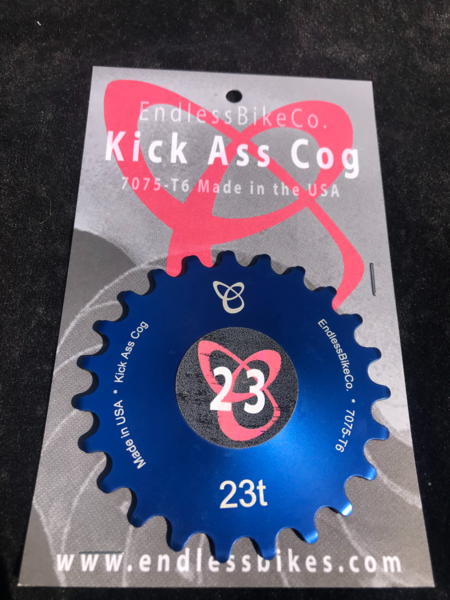 EndlessBikeCo.
Kick Ass Cog
7075-T6 Made in the USA
Made in USA * Kick Ass Cog
EndlessBikeCo. * 7075-T6
23
23t
www.endlessbikes.com